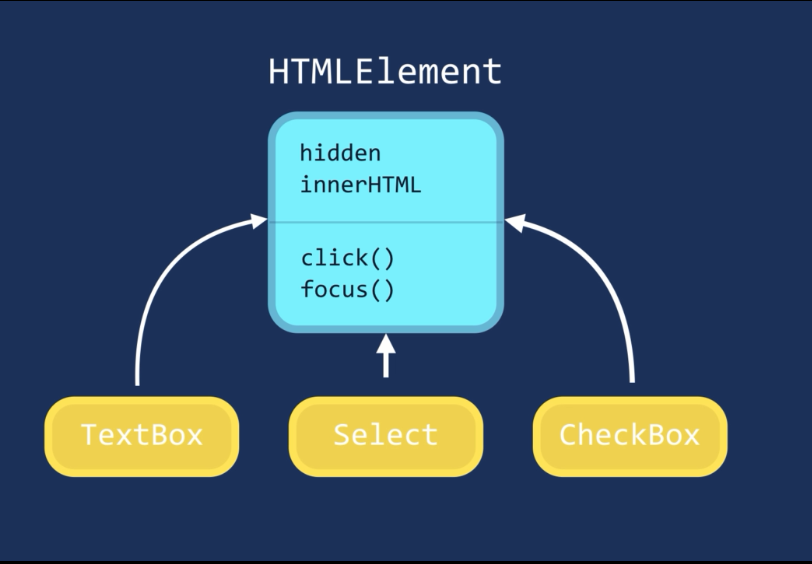 HTMLElement
hidden
innerHTML
click()
focus()
TextBox
Select
CheckBox